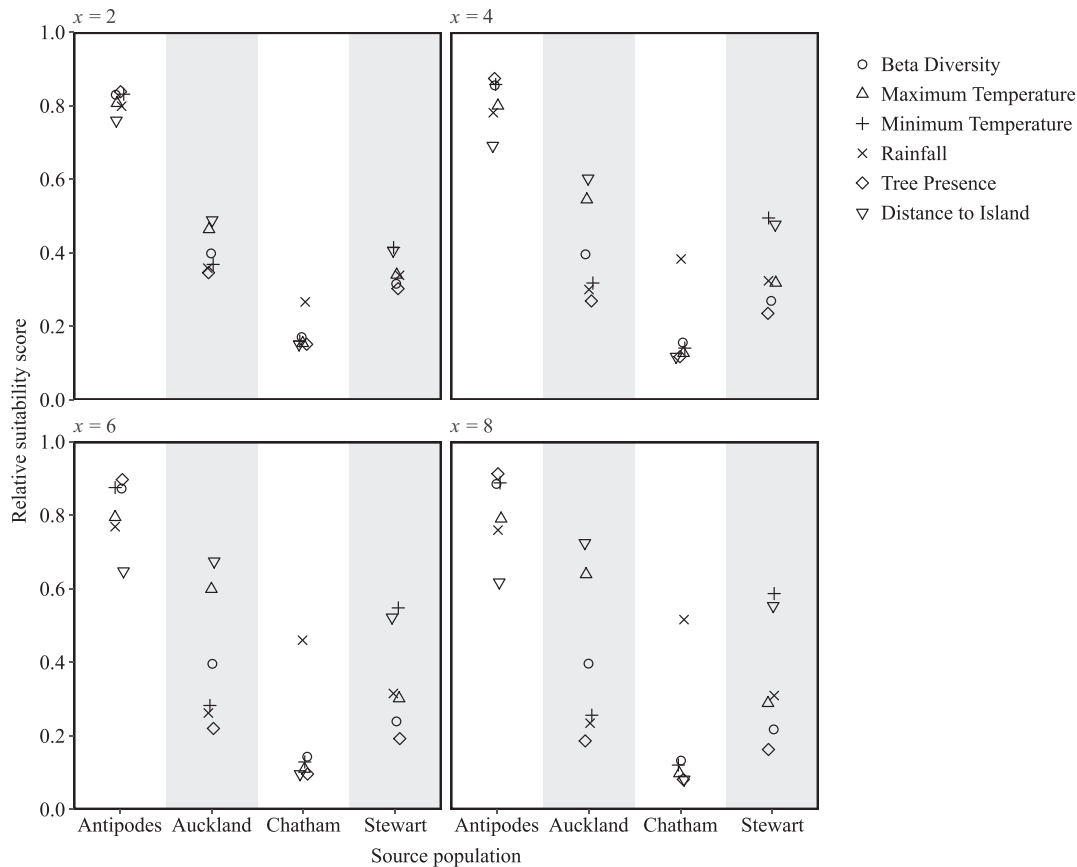 x = 2
x = 4
1.0
0.8
0.6
0.4
0.2
0.0
Beta Diversity
Maximum Temperature
Minimum Temperature
Rainfall
Tree Presence
Distance to Island
Relative suitability score
x = 6
x = 8
1.0
0.8
0.6
0.4
0.2
0.0
Antipodes Auckland Chatham Stewart Antipodes Auckland Chatham Stewart
Source population